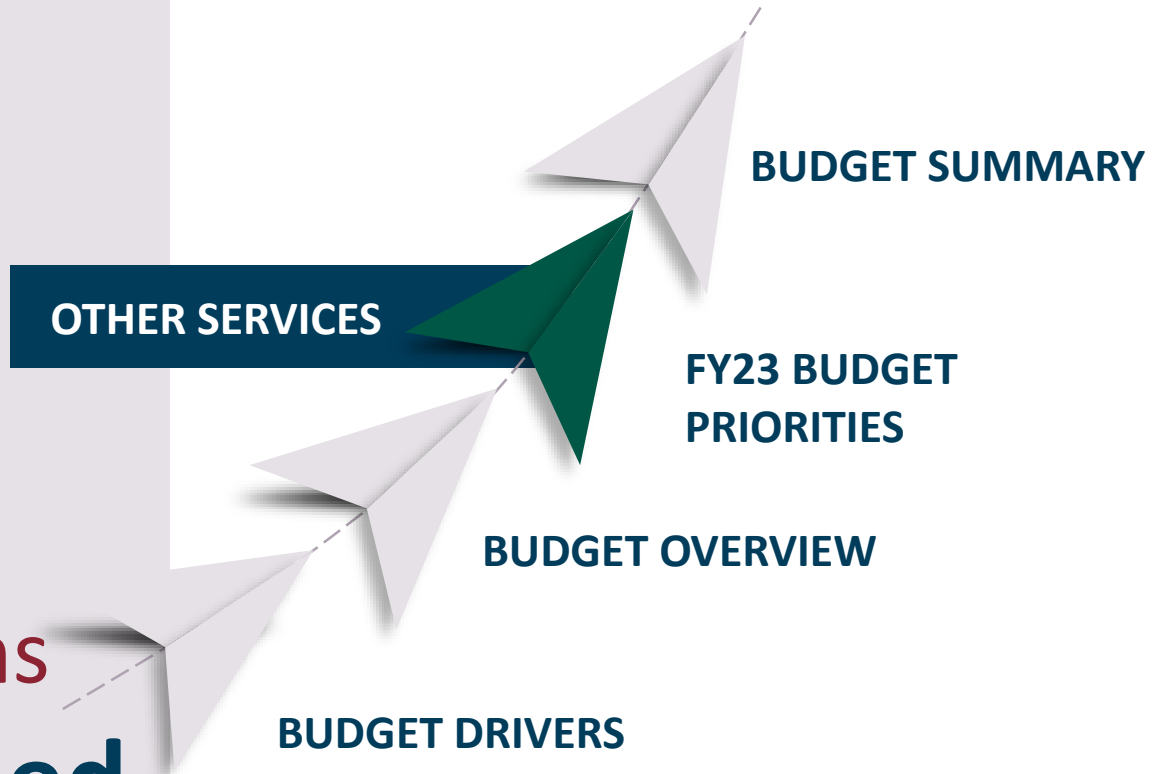 BUDGET SUMMARY
OTHER SERVICES
FY23 BUDGET
PRIORITIES
BUDGET OVERVIEW
BUDGET DRIVERS